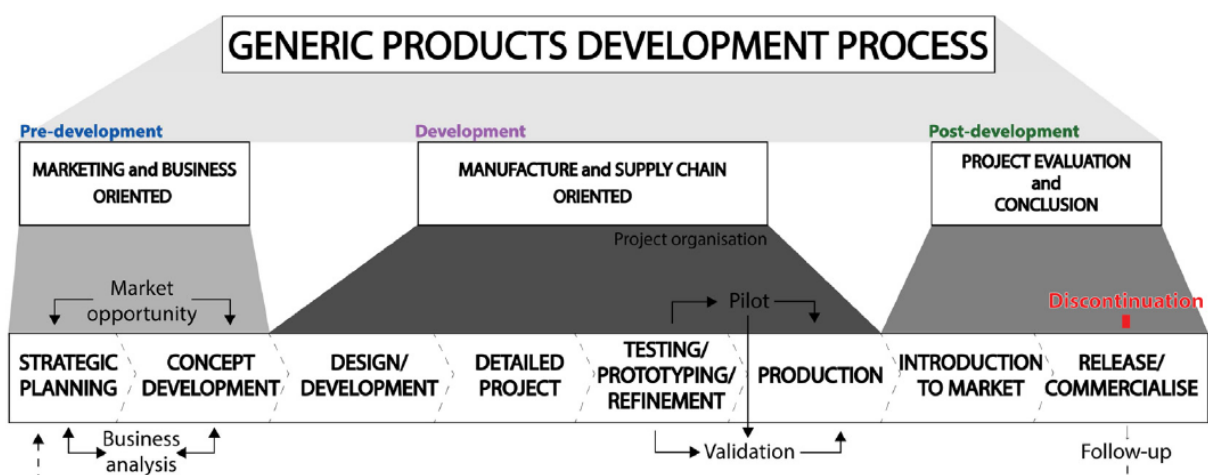 GENERIC PRODUCTS DEVELOPMENT PROCESS
Pre-development
Development
Post-development
MARKETING and BUSINESS
ORIENTED
MANUFACTURE and SUPPLY CHAIN
ORIENTED
PROJECT EVALUATION
and
CONCLUSION
Project organisation
Market
opportunity
Pilot
Discontinuation
STRATEGIC
PLANNING
CONCEPT
DEVELOPMENT
DESIGN/
DEVELOPMENT
DETAILED
PROJECT
TESTING/
PROTOTYPING/
REFINEMENT
PRODUCTION
INTRODUCTION
TO MARKET
RELEASE/
COMMERCIALISE
Business
analysis
Validation
Follow-up